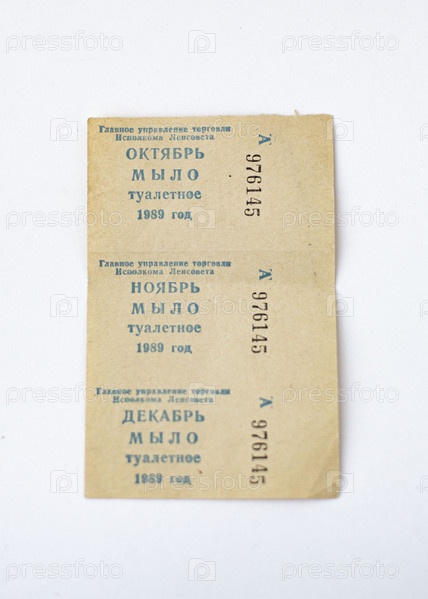 Главное управление торговли
Исполкома Ленсовета
ОКТЯБРЬ
МЫЛО
туалетное
1989 год
А 976145
Главное управление торговли
Исполкома Ленсовета
НОЯБРЬ
МЫЛО
туалетное
1989 год
А 976145
Главное управление торговли
Исполкома Ленсовета
ДЕКАБРЬ
МЫЛО
туалетное
1989 год
А 976145
pressfoto